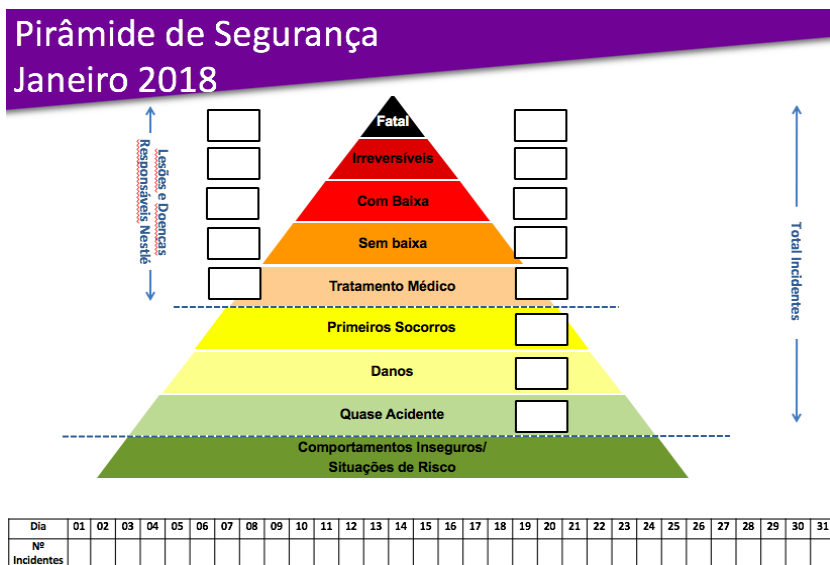 Pirâmide de Segurança
Janeiro 2018
Fatal
Irreversíveis
Com Baixa
Sem baixa
Tratamento Médico
Primeiros Socorros
Danos
Quase Acidente
Comportamentos Inseguros/
Situações de Risco
Lesões e Doenças
Responsáveis Nestlé
Total Incidentes
Dia 01 02 03 04 05 06 07 08 09 10 11 12 13 14 15 16 17 18 19 20 21 22 23 24 25 26 27 28 29 30 31
Nº
Incidentes